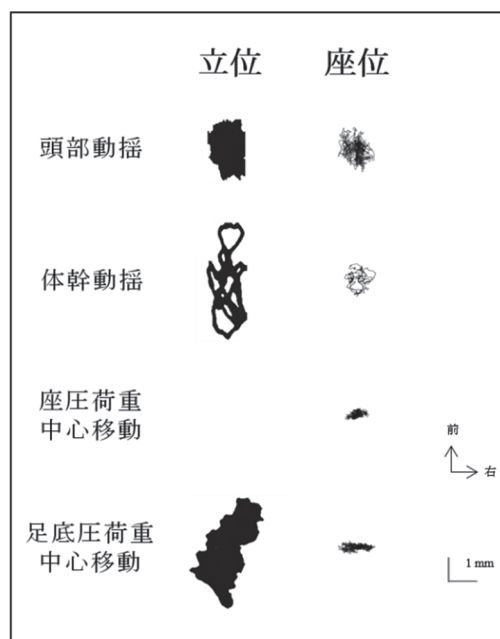 立位 座位
頭部動揺
体幹動揺
座圧荷重
中心移動
前
右
足底圧荷重
中心移動
1 mm